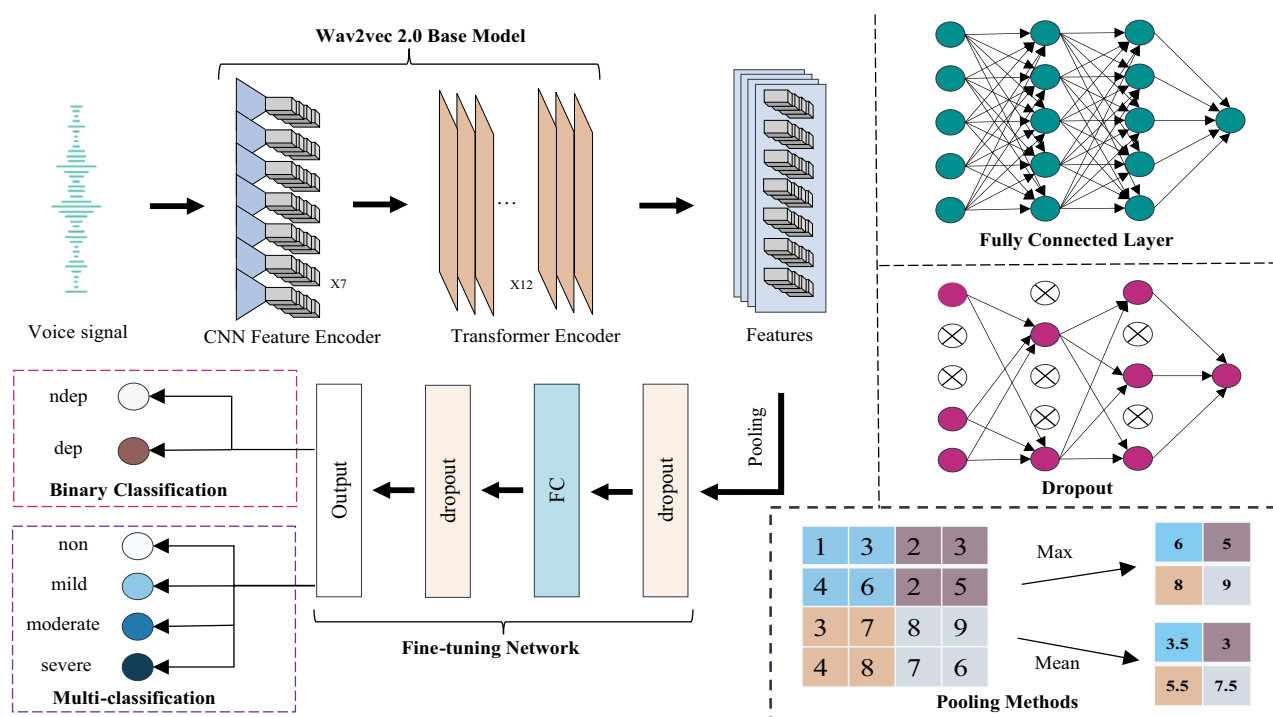 Wav2vec 2.0 Base Model
X7
...
X12
Voice signal
CNN Feature Encoder
Transformer Encoder
Features
Fully Connected Layer
Dropout
ndep
dep
Binary Classification
non
mild
moderate
severe
Multi-classification
Output
dropout
FC
dropout
Pooling
Fine-tuning Network
1 3 2 3
4 6 2 5
3 7 8 9
4 8 7 6
Max
6 5
8 9
Mean
3.5 3
5.5 7.5
Pooling Methods